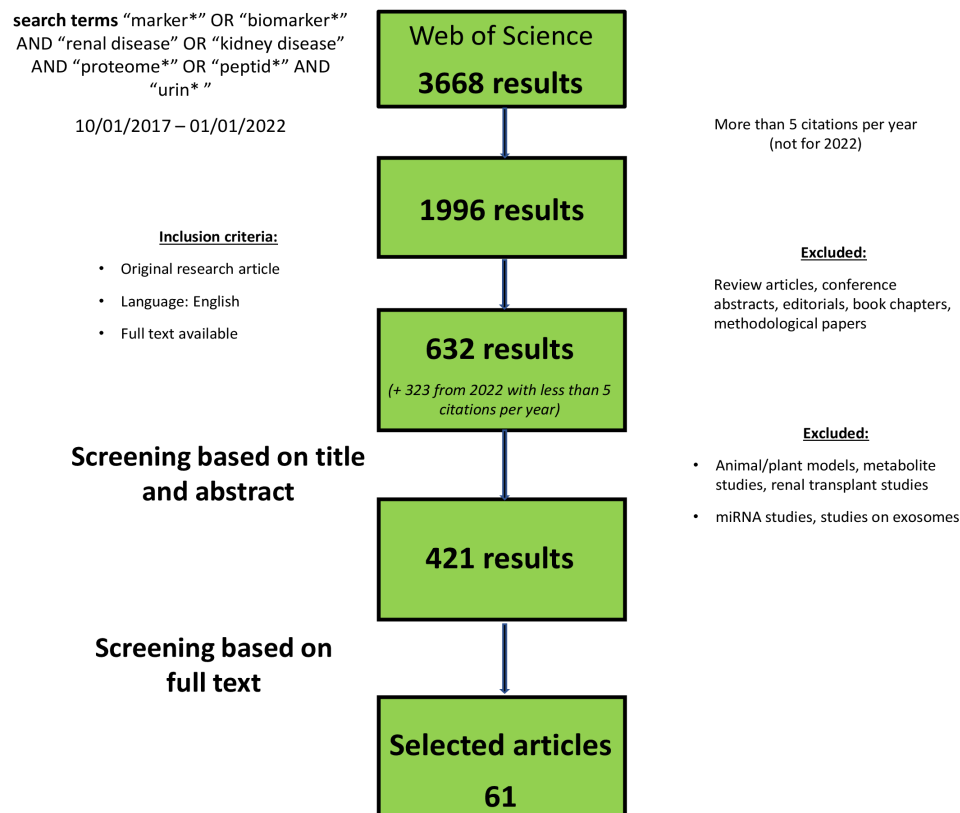 search terms “marker*” OR “biomarker*”
AND “renal disease” OR “kidney disease”
AND “proteome*” OR “peptid*” AND
“urin* ”
10/01/2017 – 01/01/2022
Web of Science
3668 results
More than 5 citations per year
(not for 2022)
1996 results
Inclusion criteria:
• Original research article
• Language: English
• Full text available
Excluded:
Review articles, conference
abstracts, editorials, book chapters,
methodological papers
632 results
(+ 323 from 2022 with less than 5
citations per year)
Screening based on title
and abstract
Excluded:
• Animal/plant models, metabolite
studies, renal transplant studies
• miRNA studies, studies on exosomes
421 results
Screening based on
full text
Selected articles
61